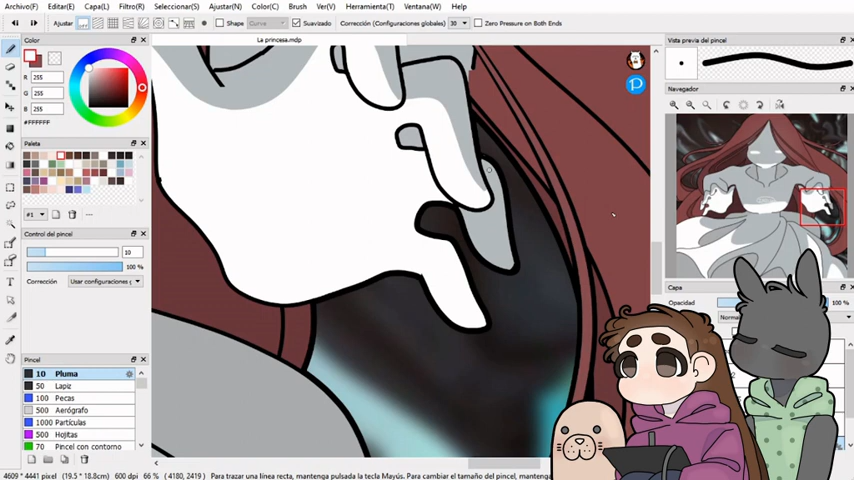 Archivo(F) Editar(E) Capa(L) Filtro(R) Seleccionar(S) Ajustar(N) Color(C) Brush Ver(V) Herramienta(T) Ventana(W) Help
Ajustar Shape Curve Suavizado Corrección (Configuraciones globales) 30 Zero Pressure on Both Ends
La princesa.mdp
Color
R 255
G 255
B 255
#FFFFFF
Paleta
#1
Control del pincel
10
100 %
Corrección Usar configuraciones g
Pincel
10 Pluma
50 Lapiz
100 Pecas
500 Aerógrafo
1000 Partículas
500 Hojitas
70 Pincel con contorno
Vista previa del pincel
Navegador
Capa
Opacidad 100 %
4609 * 4441 pixel (19.5 * 18.8cm) 600 dpi 66 % ( 4180, 2419 ) Para trazar una línea recta, mantenga pulsada la tecla Mayús. Para cambiar el tamaño del pincel, mantenga pulsadas